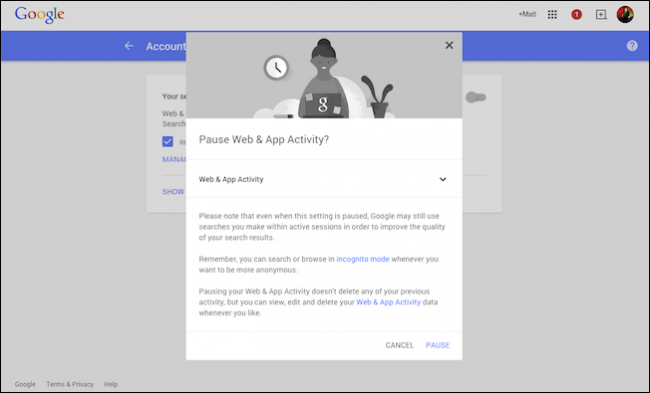 Google
+Matt
1
Account
Your se
Web &
Search
g
Pause Web & App Activity?
MANA
SHOW
Web & App Activity
Please note that even when this setting is paused, Google may still use
searches you make within active sessions in order to improve the quality
of your search results.
Remember, you can search or browse in incognito mode whenever you
want to be more anonymous.
Pausing your Web & App Activity doesn't delete any of your previous
activity, but you can view, edit and delete your Web & App Activity data
whenever you like.
CANCEL PAUSE
Google Terms & Privacy Help